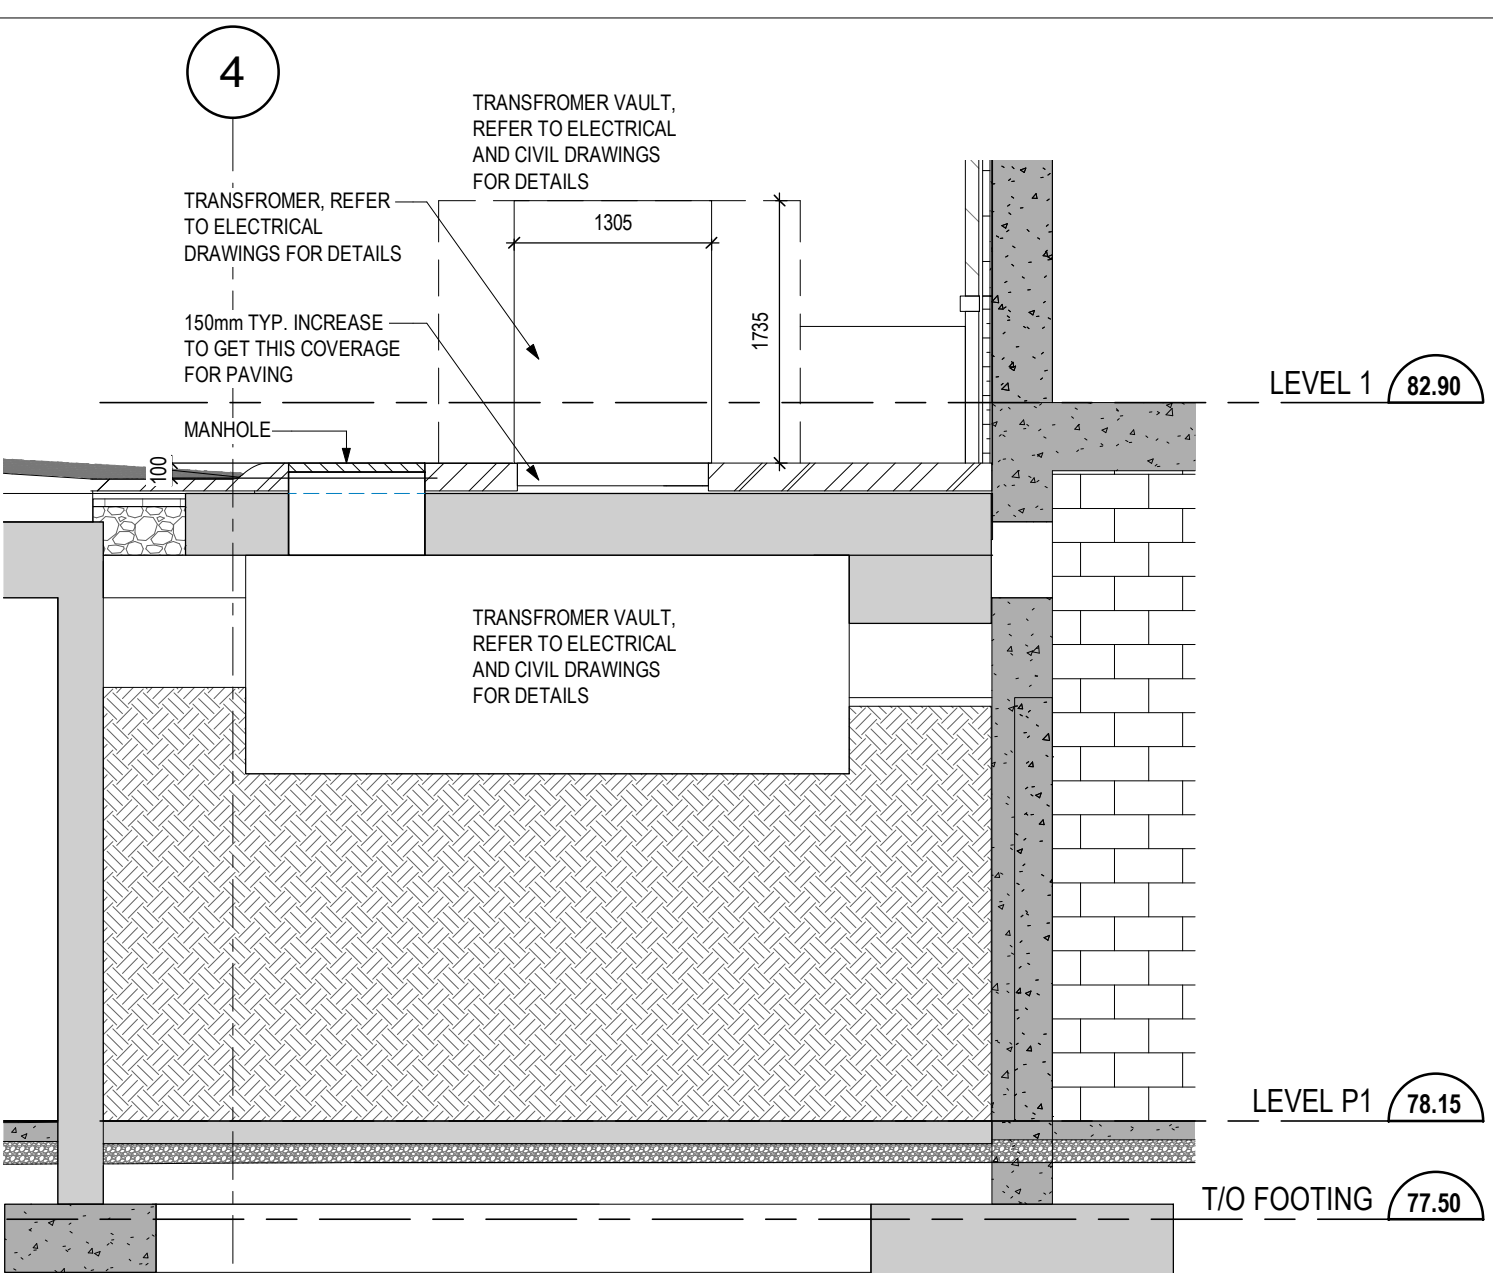 4
TRANSFROMER VAULT,
REFER TO ELECTRICAL
AND CIVIL DRAWINGS
FOR DETAILS
TRANSFROMER, REFER
TO ELECTRICAL
DRAWINGS FOR DETAILS
1305
150mm TYP. INCREASE
TO GET THIS COVERAGE
FOR PAVING
1735
LEVEL 1 82.90
MANHOLE
100
TRANSFROMER VAULT,
REFER TO ELECTRICAL
AND CIVIL DRAWINGS
FOR DETAILS
LEVEL P1 78.15
T/O FOOTING 77.50